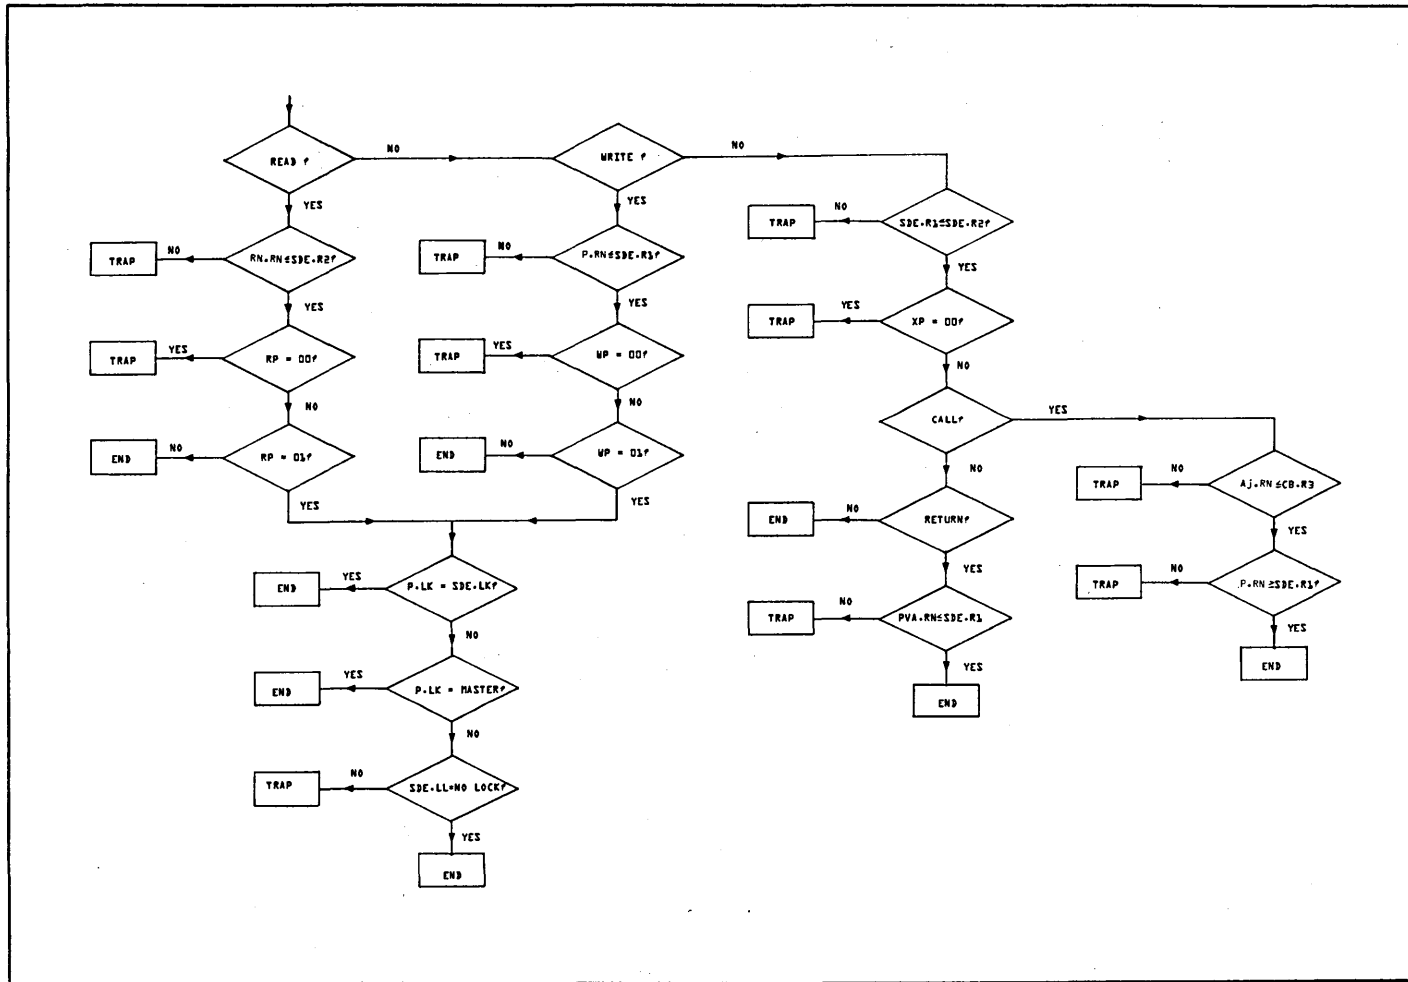 READ ?
NO
WRITE ?
NO
YES
YES
SDE.R1≤SDE.R2?
NO
TRAP
RN.RN≤SDE.R2?
NO
TRAP
P.RN≤SDE.R1?
NO
TRAP
YES
YES
YES
XP = 00?
YES
TRAP
RP = 00?
YES
TRAP
WP = 00?
YES
TRAP
NO
NO
NO
CALL?
YES
RP = 01?
NO
END
WP = 01?
NO
END
NO
Aj.RN≤CB.R3
NO
TRAP
YES
YES
RETURN?
NO
END
YES
P.LK = SDE.LK?
YES
END
YES
P.RN≥SDE.R1?
NO
TRAP
PVA.RN≤SDE.R1
NO
TRAP
NO
YES
END
YES
END
P.LK = MASTER?
YES
END
NO
SDE.LL=NO LOCK?
NO
TRAP
YES
END